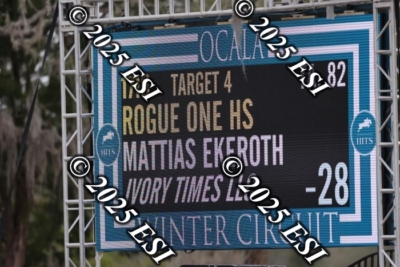 OCALA
TARGET 4
82
ROGUE ONE HS
MATTIAS EKEROTH
IVORY TIMES
-28
HITS
HITS
WINTER CIRCUIT
© 2025 ESI
© 2025 ESI
© 2025 ESI
© 2025 ESI